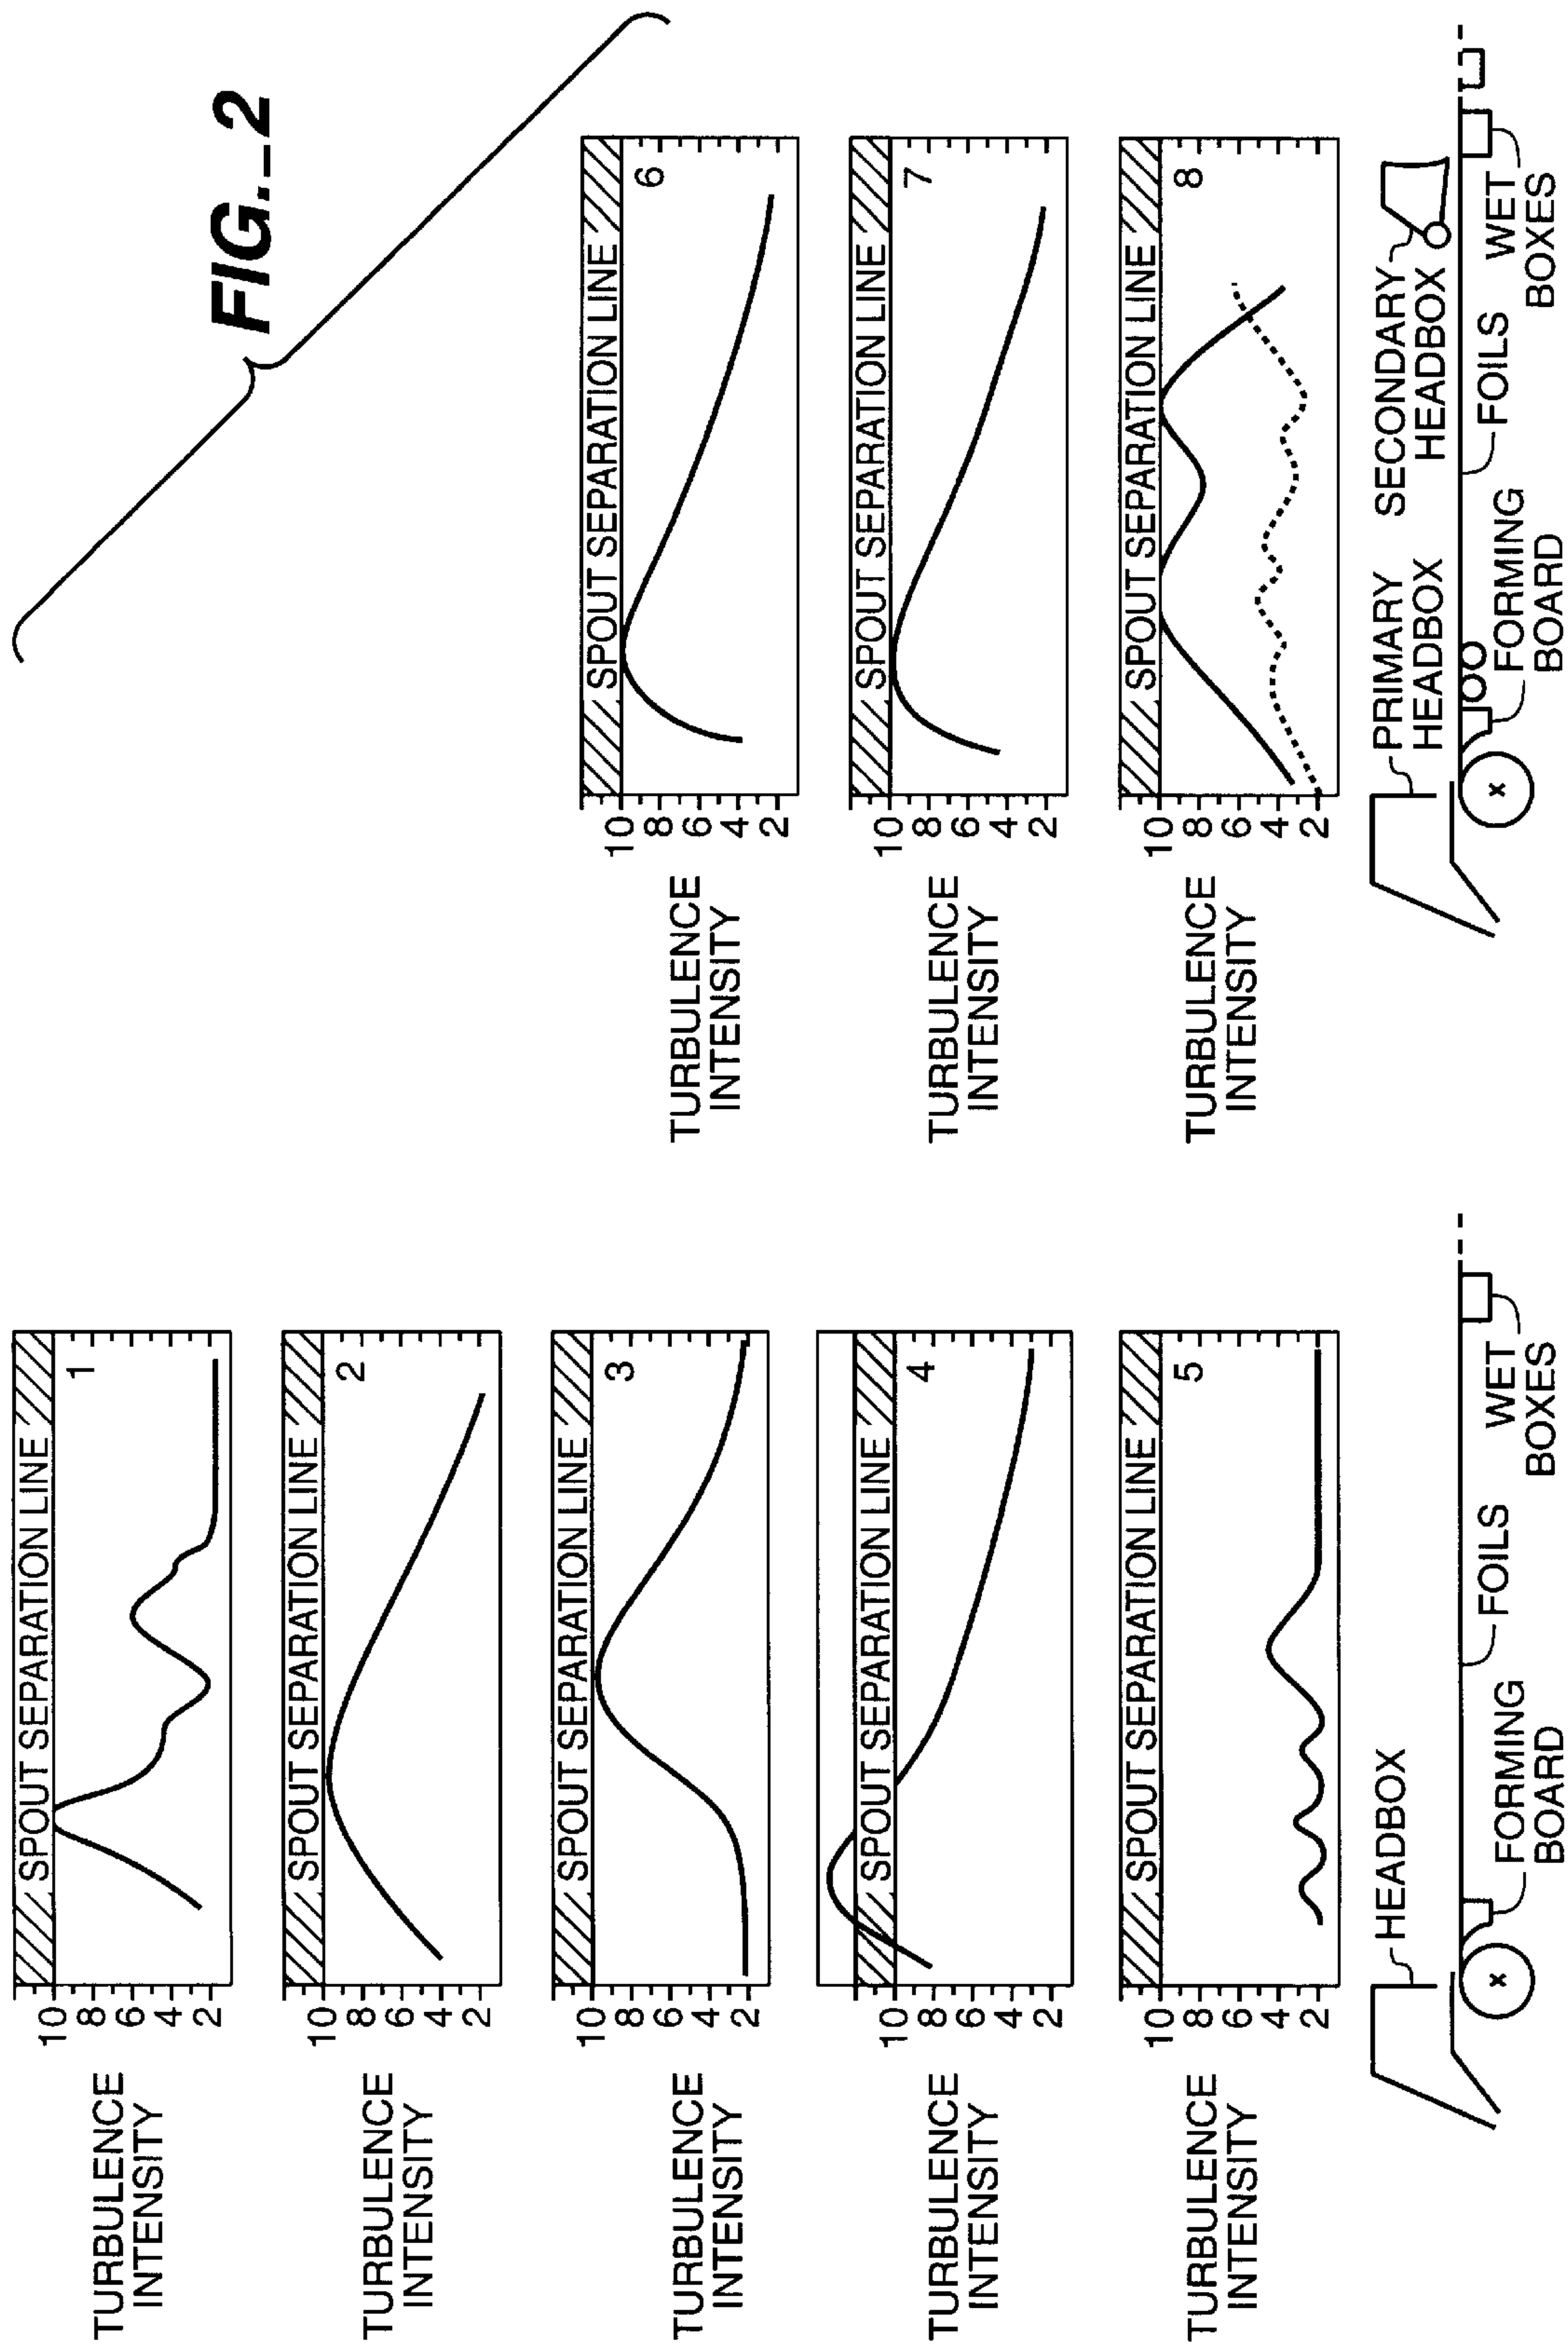 FIG._2
TURBULENCE
INTENSITY
10
8
6
4
2
SPOUT SEPARATION LINE
1
TURBULENCE
INTENSITY
10
8
6
4
2
SPOUT SEPARATION LINE
2
TURBULENCE
INTENSITY
10
8
6
4
2
SPOUT SEPARATION LINE
3
TURBULENCE
INTENSITY
10
8
6
4
2
SPOUT SEPARATION LINE
4
TURBULENCE
INTENSITY
10
8
6
4
2
SPOUT SEPARATION LINE
5
HEADBOX
x
FORMING
BOARD
FOILS
WET
BOXES
TURBULENCE
INTENSITY
10
8
6
4
2
SPOUT SEPARATION LINE
6
TURBULENCE
INTENSITY
10
8
6
4
2
SPOUT SEPARATION LINE
7
TURBULENCE
INTENSITY
10
8
6
4
2
SPOUT SEPARATION LINE
8
PRIMARY
HEADBOX
SECONDARY
HEADBOX
x
FORMING
BOARD
FOILS
WET
BOXES